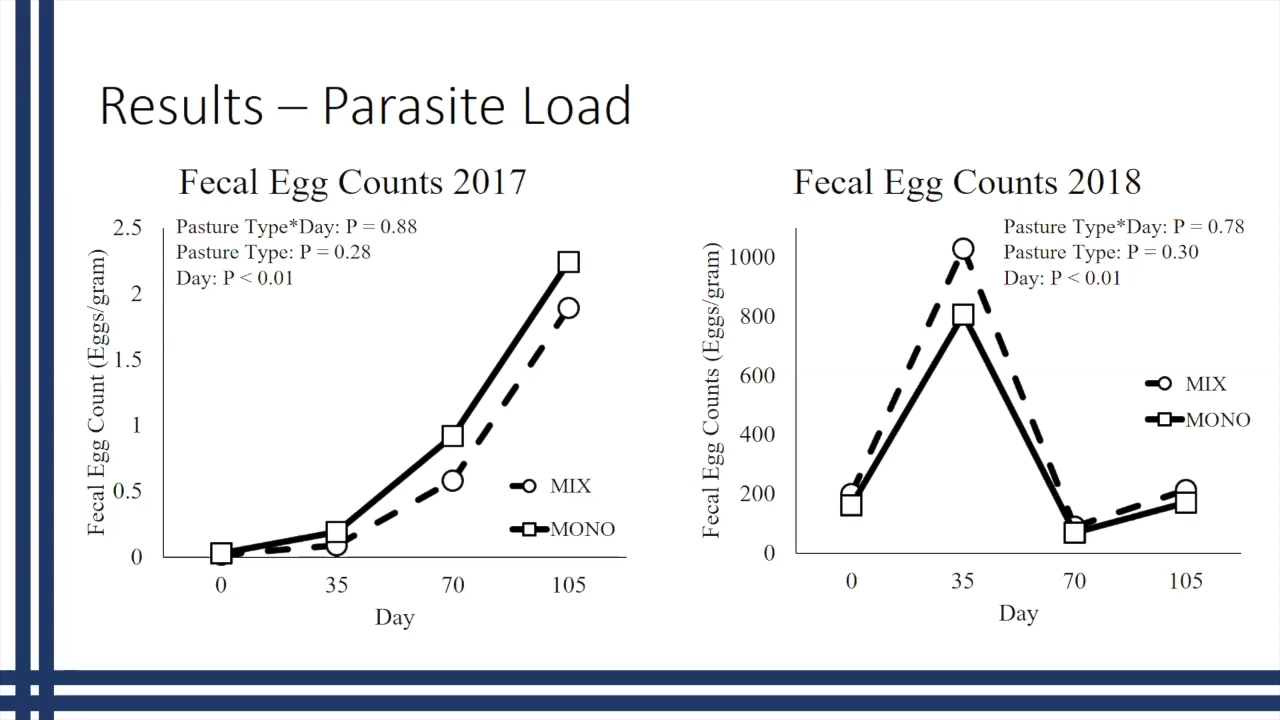 Results – Parasite Load
Fecal Egg Counts 2017
Pasture Type*Day: P = 0.88
Pasture Type: P = 0.28
Day: P < 0.01
Fecal Egg Count (Eggs/gram)
2.5
2
1.5
1
0.5
0
0 35 70 105
Day
MIX
MONO
Fecal Egg Counts 2018
Pasture Type*Day: P = 0.78
Pasture Type: P = 0.30
Day: P < 0.01
Fecal Egg Counts (Eggs/gram)
1000
800
600
400
200
0
0 35 70 105
Day
MIX
MONO